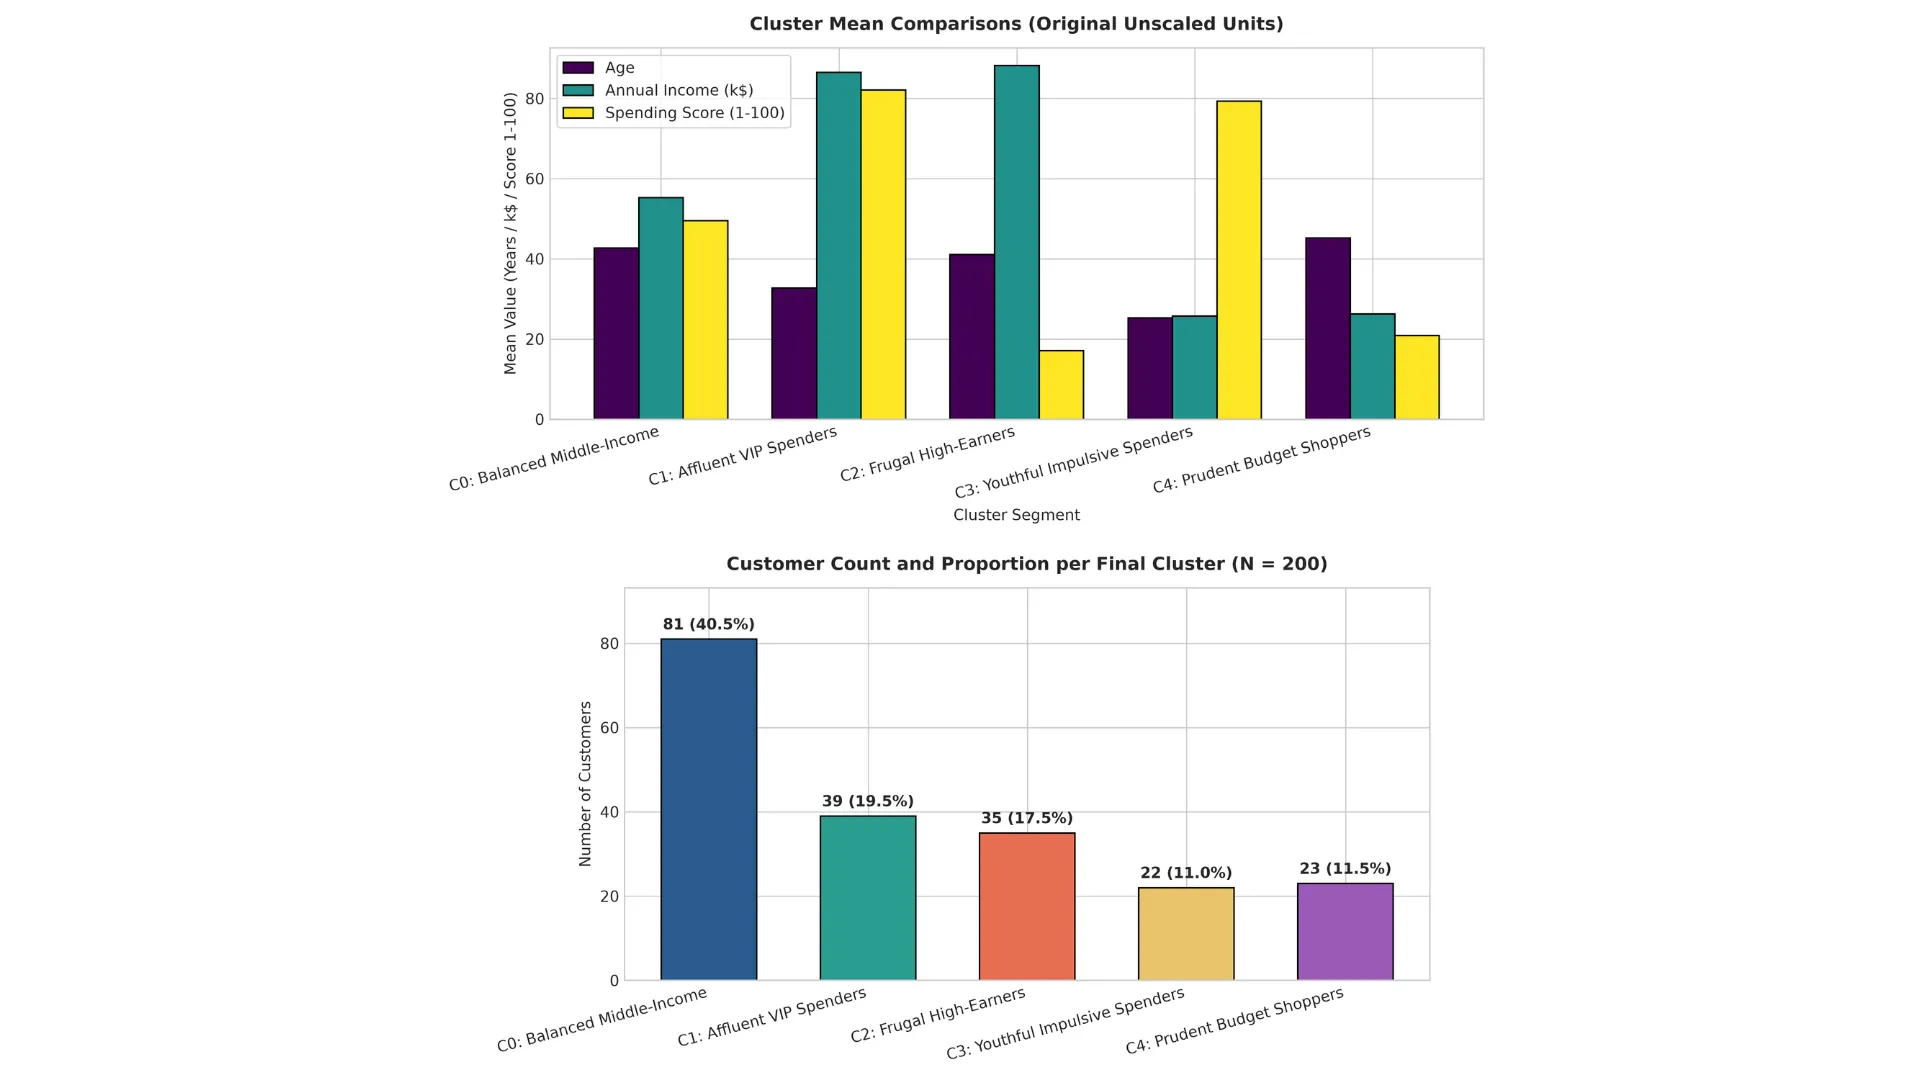 Cluster Mean Comparisons (Original Unscaled Units)
Age
Annual Income (k$)
Spending Score (1-100)
Mean Value (Years / k$ / Score 1-100)
80
60
40
20
0
C0: Balanced Middle-Income
C1: Affluent VIP Spenders
C2: Frugal High-Earners
C3: Youthful Impulsive Spenders
C4: Prudent Budget Shoppers
Cluster Segment
Customer Count and Proportion per Final Cluster (N = 200)
Number of Customers
80
60
40
20
0
81 (40.5%)
39 (19.5%)
35 (17.5%)
22 (11.0%)
23 (11.5%)
C0: Balanced Middle-Income
C1: Affluent VIP Spenders
C2: Frugal High-Earners
C3: Youthful Impulsive Spenders
C4: Prudent Budget Shoppers